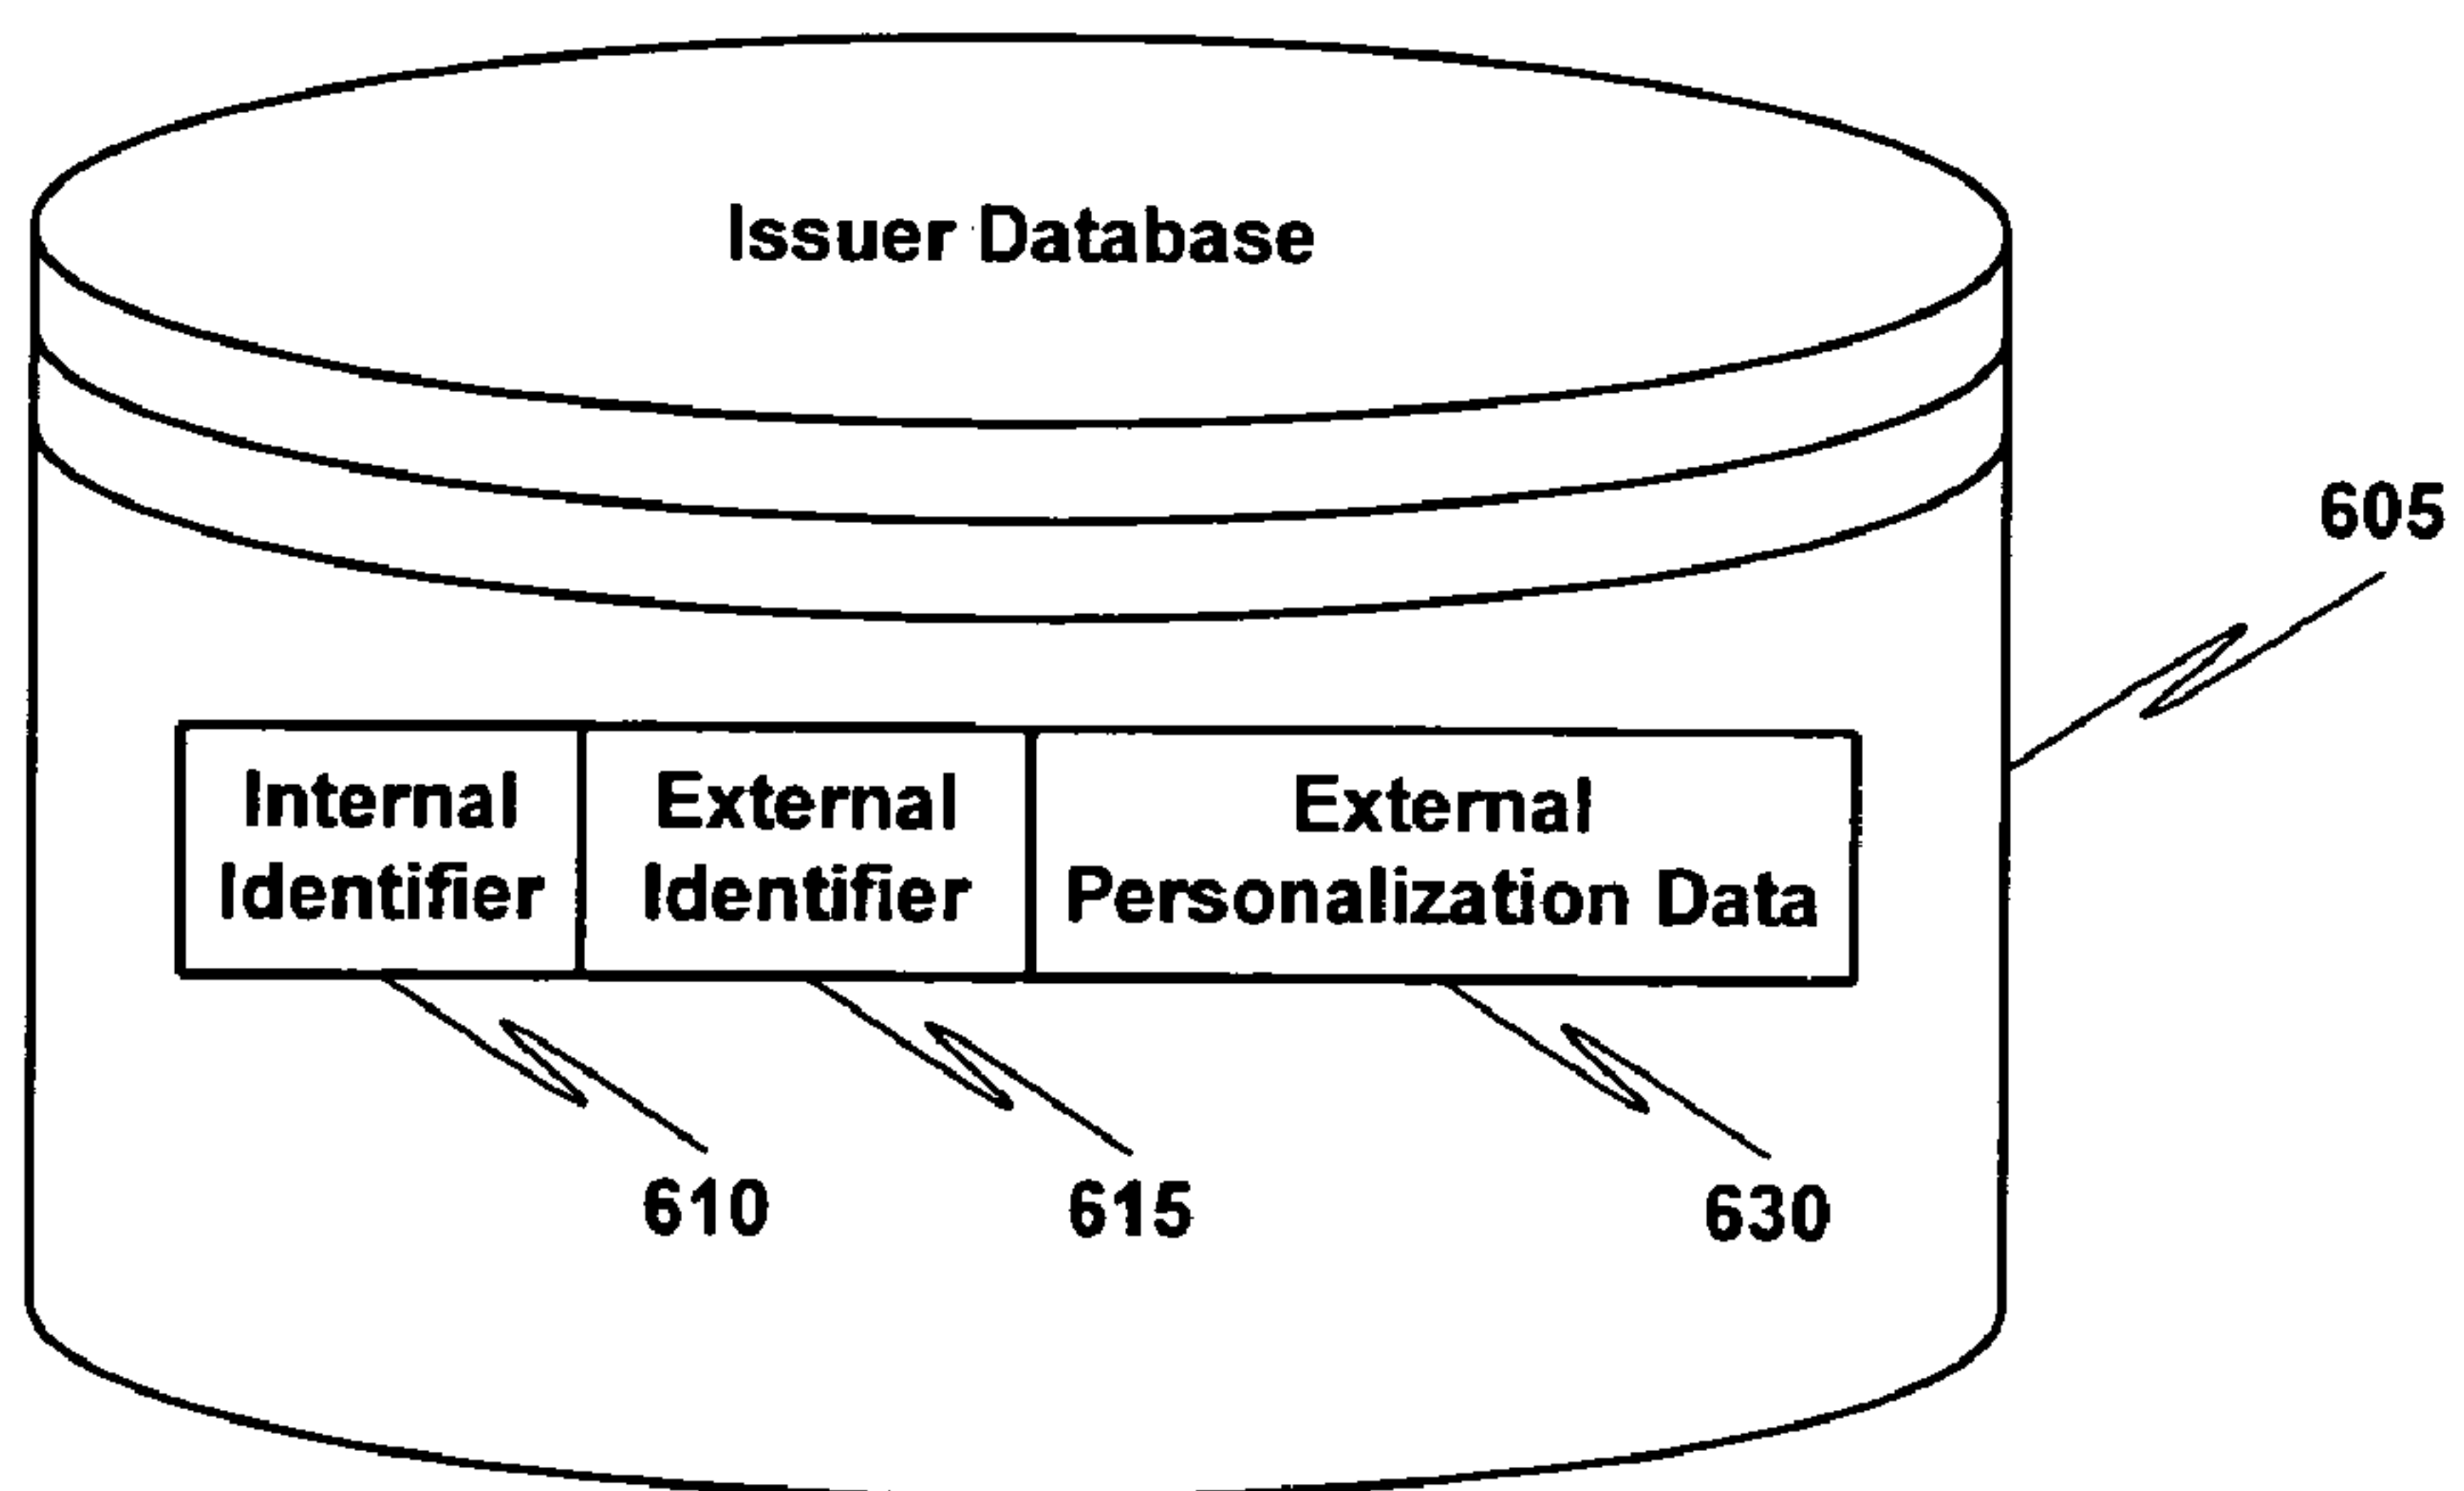 Issuer Database
605
Internal
Identifier
External
Identifier
External
Personalization Data
610
615
630